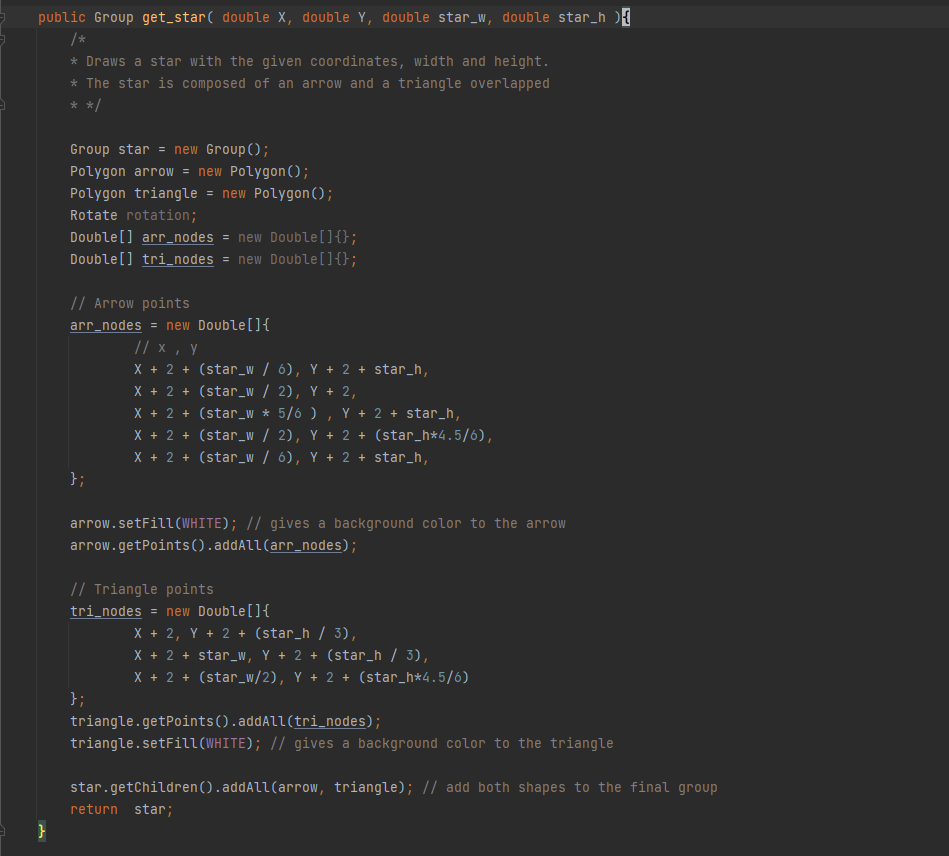 public Group get_star( double X, double Y, double star_w, double star_h ){
/*
* Draws a star with the given coordinates, width and height.
* The star is composed of an arrow and a triangle overlapped
* */
Group star = new Group();
Polygon arrow = new Polygon();
Polygon triangle = new Polygon();
Rotate rotation;
Double[] arr_nodes = new Double[]{};
Double[] tri_nodes = new Double[]{};
// Arrow points
arr_nodes = new Double[]{
// x , y
X + 2 + (star_w / 6), Y + 2 + star_h,
X + 2 + (star_w / 2), Y + 2,
X + 2 + (star_w * 5/6 ) , Y + 2 + star_h,
X + 2 + (star_w / 2), Y + 2 + (star_h*4.5/6),
X + 2 + (star_w / 6), Y + 2 + star_h,
};
arrow.setFill(WHITE); // gives a background color to the arrow
arrow.getPoints().addAll(arr_nodes);
// Triangle points
tri_nodes = new Double[]{
X + 2, Y + 2 + (star_h / 3),
X + 2 + star_w, Y + 2 + (star_h / 3),
X + 2 + (star_w/2), Y + 2 + (star_h*4.5/6)
};
triangle.getPoints().addAll(tri_nodes);
triangle.setFill(WHITE); // gives a background color to the triangle
star.getChildren().addAll(arrow, triangle); // add both shapes to the final group
return  star;
}